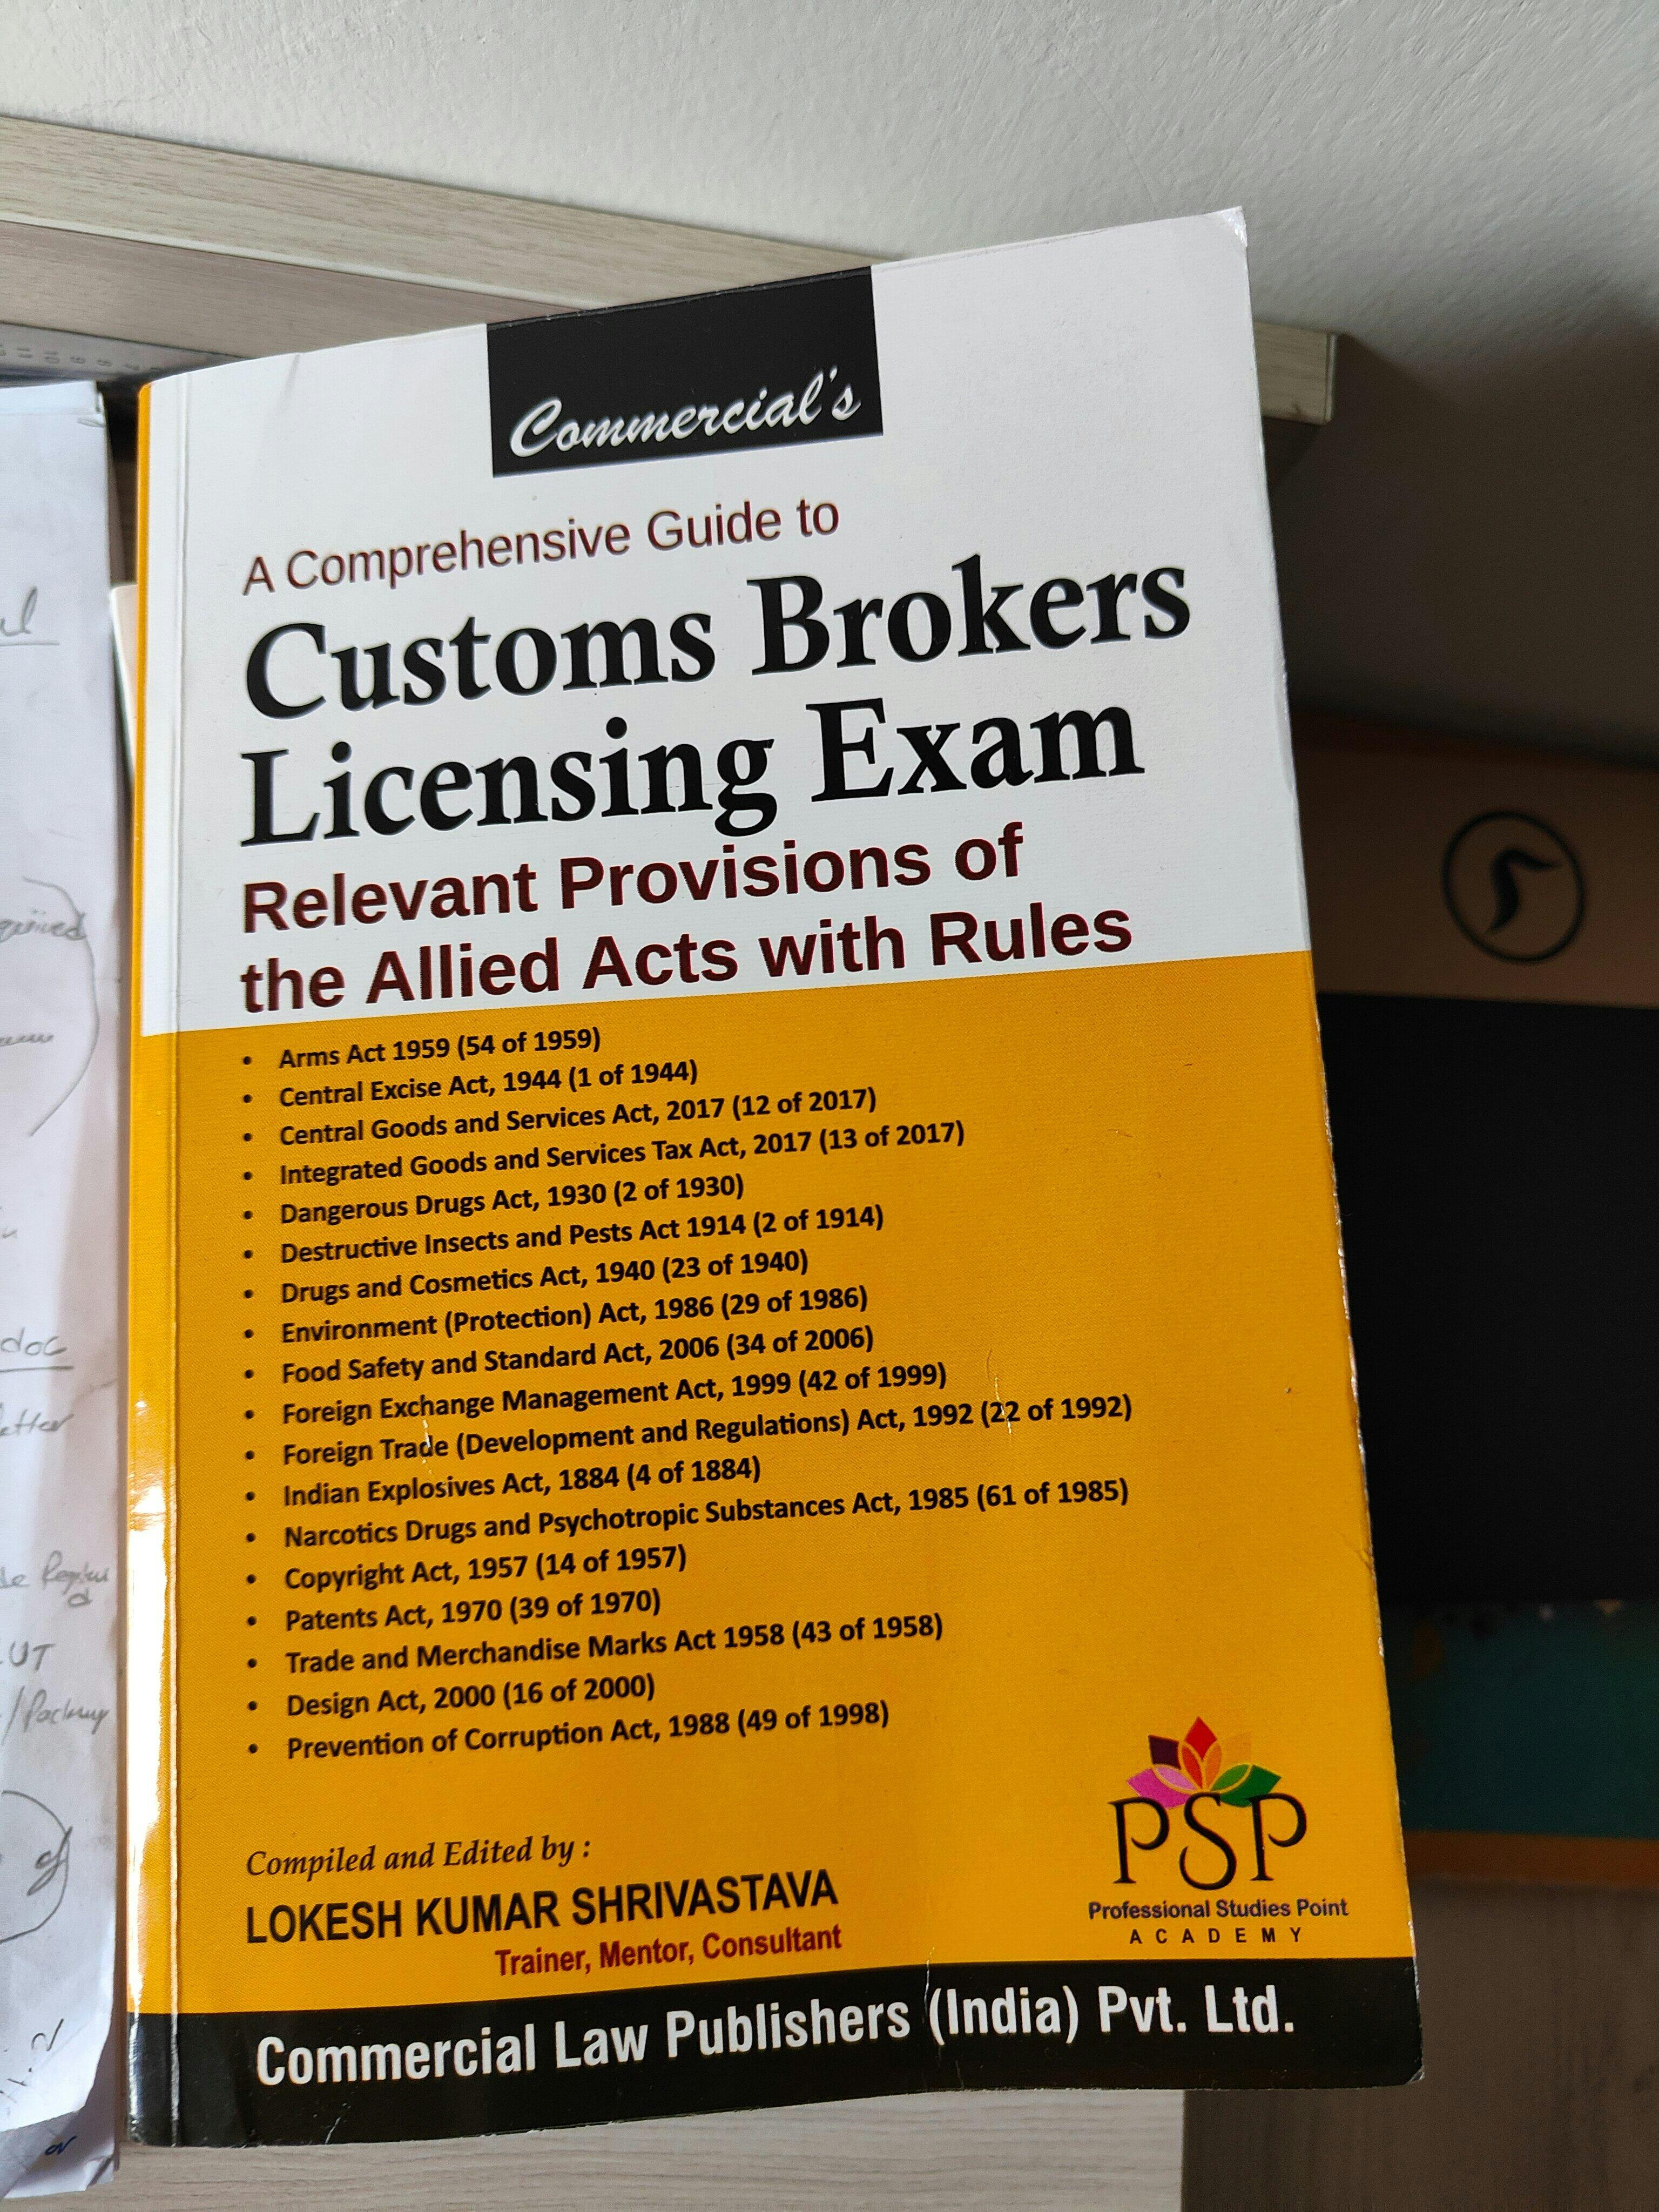 Commercial's
A Comprehensive Guide to
Customs Brokers
Licensing Exam
Relevant Provisions of
the Allied Acts with Rules
• Arms Act 1959 (54 of 1959)
• Central Excise Act, 1944 (1 of 1944)
• Central Goods and Services Act, 2017 (12 of 2017)
• Integrated Goods and Services Tax Act, 2017 (13 of 2017)
• Dangerous Drugs Act, 1930 (2 of 1930)
• Destructive Insects and Pests Act 1914 (2 of 1914)
• Drugs and Cosmetics Act, 1940 (23 of 1940)
• Environment (Protection) Act, 1986 (29 of 1986)
• Food Safety and Standard Act, 2006 (34 of 2006)
• Foreign Exchange Management Act, 1999 (42 of 1999)
• Foreign Trade (Development and Regulations) Act, 1992 (22 of 1992)
• Indian Explosives Act, 1884 (4 of 1884)
• Narcotics Drugs and Psychotropic Substances Act, 1985 (61 of 1985)
• Copyright Act, 1957 (14 of 1957)
• Patents Act, 1970 (39 of 1970)
• Trade and Merchandise Marks Act 1958 (43 of 1958)
• Design Act, 2000 (16 of 2000)
• Prevention of Corruption Act, 1988 (49 of 1998)
Compiled and Edited by :
LOKESH KUMAR SHRIVASTAVA
Trainer, Mentor, Consultant
PSP
Professional Studies Point
ACADEMY
Commercial Law Publishers (India) Pvt. Ltd.
doc
UT
of